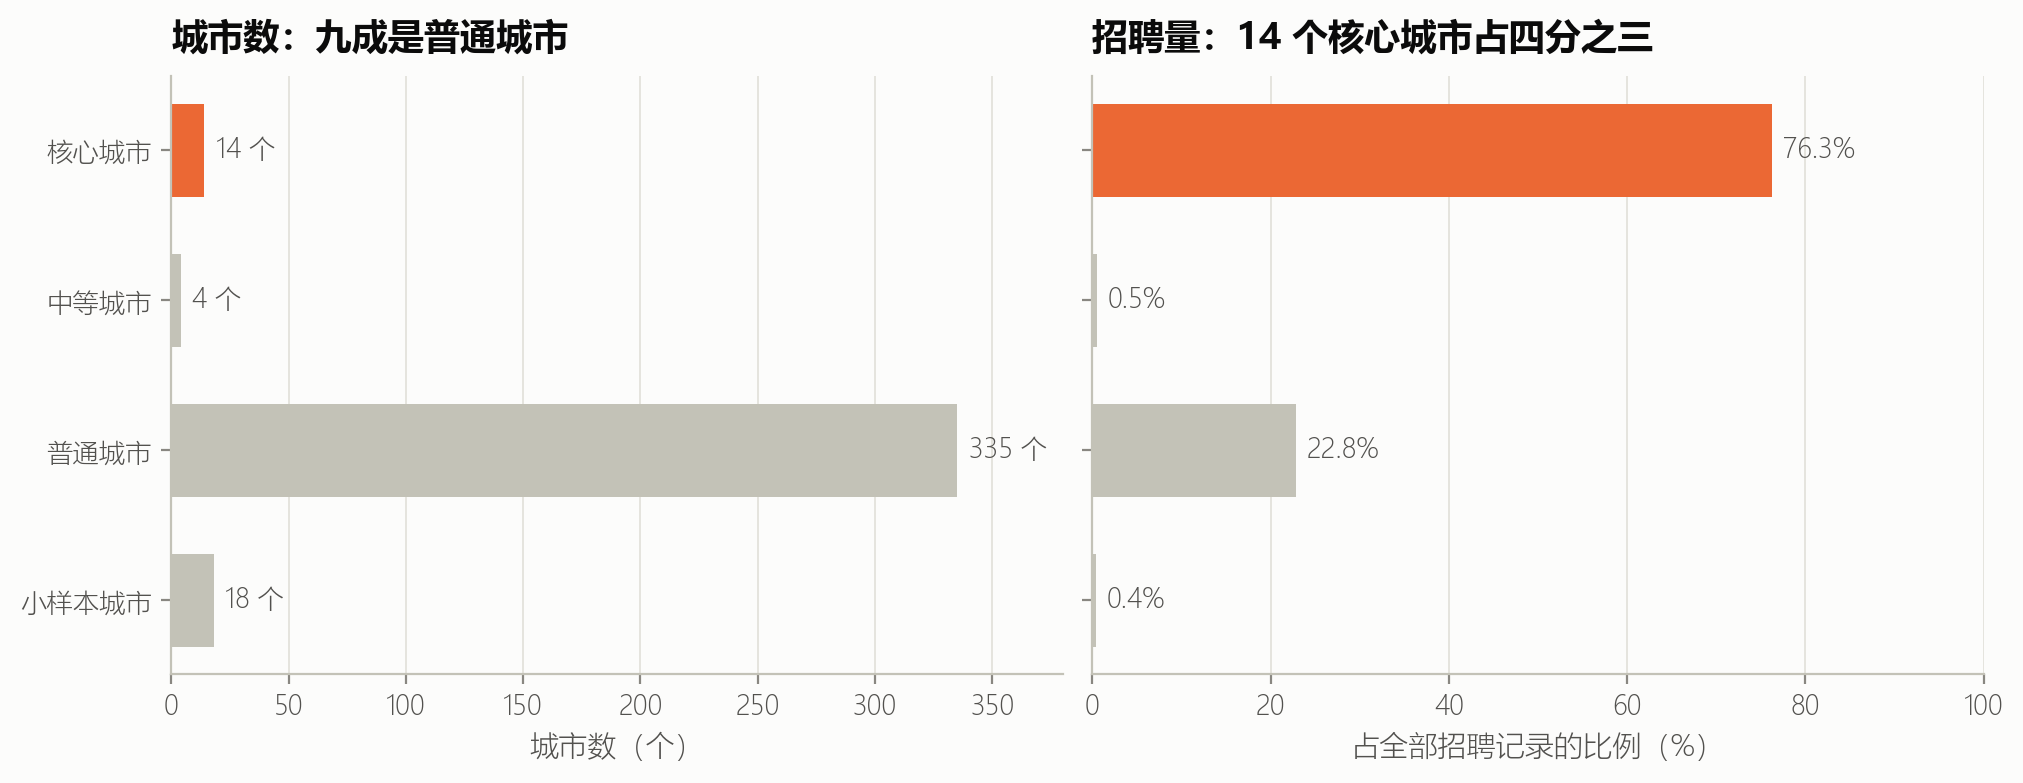 城市数：九成是普通城市
核心城市
14 个
中等城市
4 个
普通城市
335 个
小样本城市
18 个
0 50 100 150 200 250 300 350
城市数（个）
招聘量：14 个核心城市占四分之三
76.3%
0.5%
22.8%
0.4%
0 20 40 60 80 100
占全部招聘记录的比例（%）